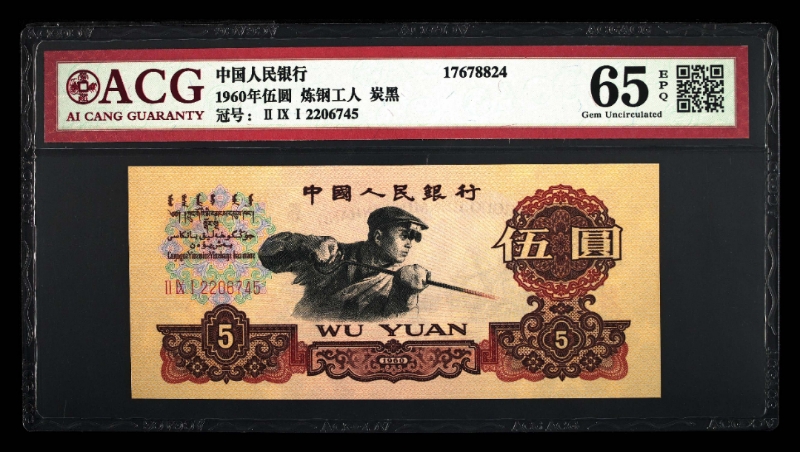 ACG
AI CANG GUARANTY
中国人民银行
1960年伍圆 炼钢工人 炭黑
冠号: II IX I 2206745
17678824
65
EPQ
Gem Uncirculated
中國人民銀行
伍圓
II IX I 2206745
WU YUAN
5
1960
5